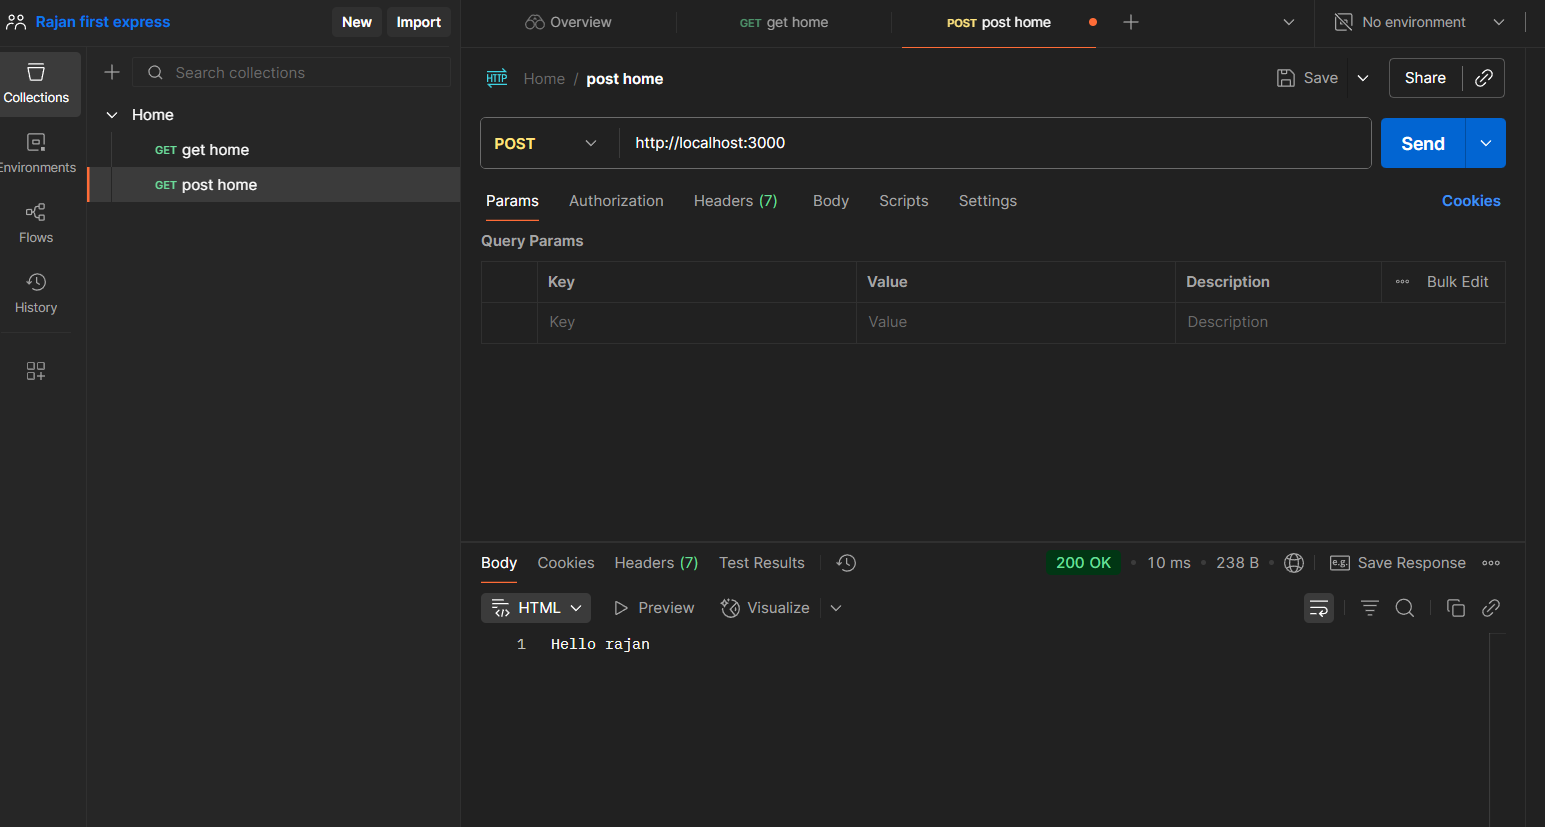 Rajan first express
New
Import
Overview
GET get home
POST post home
No environment
Collections
Environments
Flows
History
Search collections
Home
GET get home
GET post home
HTTP
Home / post home
Save
Share
POST
http://localhost:3000
Send
Params
Authorization
Headers (7)
Body
Scripts
Settings
Cookies
Query Params
Key
Value
Description
Bulk Edit
Key
Value
Description
Body
Cookies
Headers (7)
Test Results
200 OK
10 ms
238 B
e.g. Save Response
HTML
Preview
Visualize
1 Hello rajan